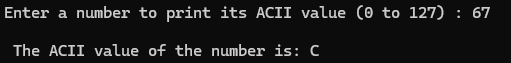 Enter a number to print its ACII value (0 to 127) : 67
The ACII value of the number is: C